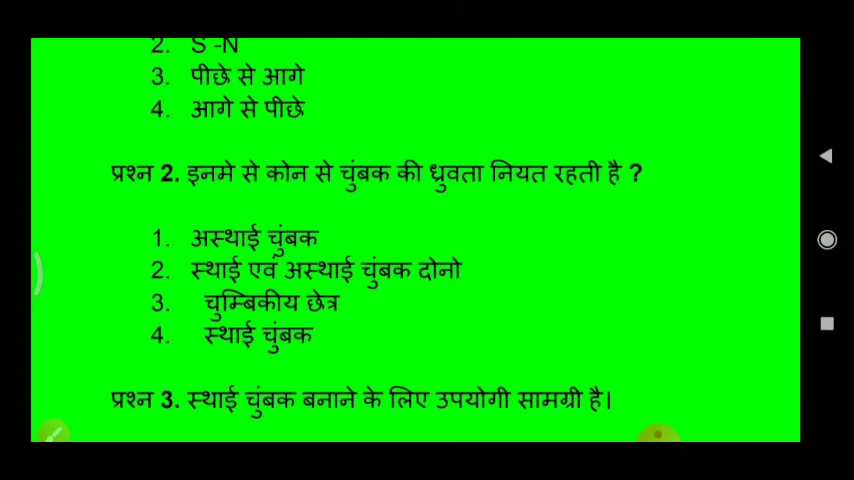 2. S -N
3. पीछे से आगे
4. आगे से पीछे
प्रश्न 2. इनमे से कोन से चुंबक की ध्रुवता नियत रहती है ?
1. अस्थाई चुंबक
2. स्थाई एवं अस्थाई चुंबक दोनो
3. चुम्बिकीय छेत्र
4. स्थाई चुंबक
प्रश्न 3. स्थाई चुंबक बनाने के लिए उपयोगी सामग्री है।